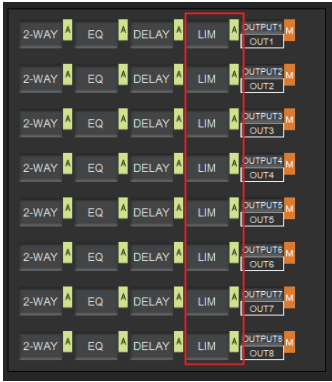 2-WAY A EQ A DELAY A LIM A OUTPUT1 M
OUT1
2-WAY A EQ A DELAY A LIM A OUTPUT2 M
OUT2
2-WAY A EQ A DELAY A LIM A OUTPUT3 M
OUT3
2-WAY A EQ A DELAY A LIM A OUTPUT4 M
OUT4
2-WAY A EQ A DELAY A LIM A OUTPUT5 M
OUT5
2-WAY A EQ A DELAY A LIM A OUTPUT6 M
OUT6
2-WAY A EQ A DELAY A LIM A OUTPUT7 M
OUT7
2-WAY A EQ A DELAY A LIM A OUTPUT8 M
OUT8